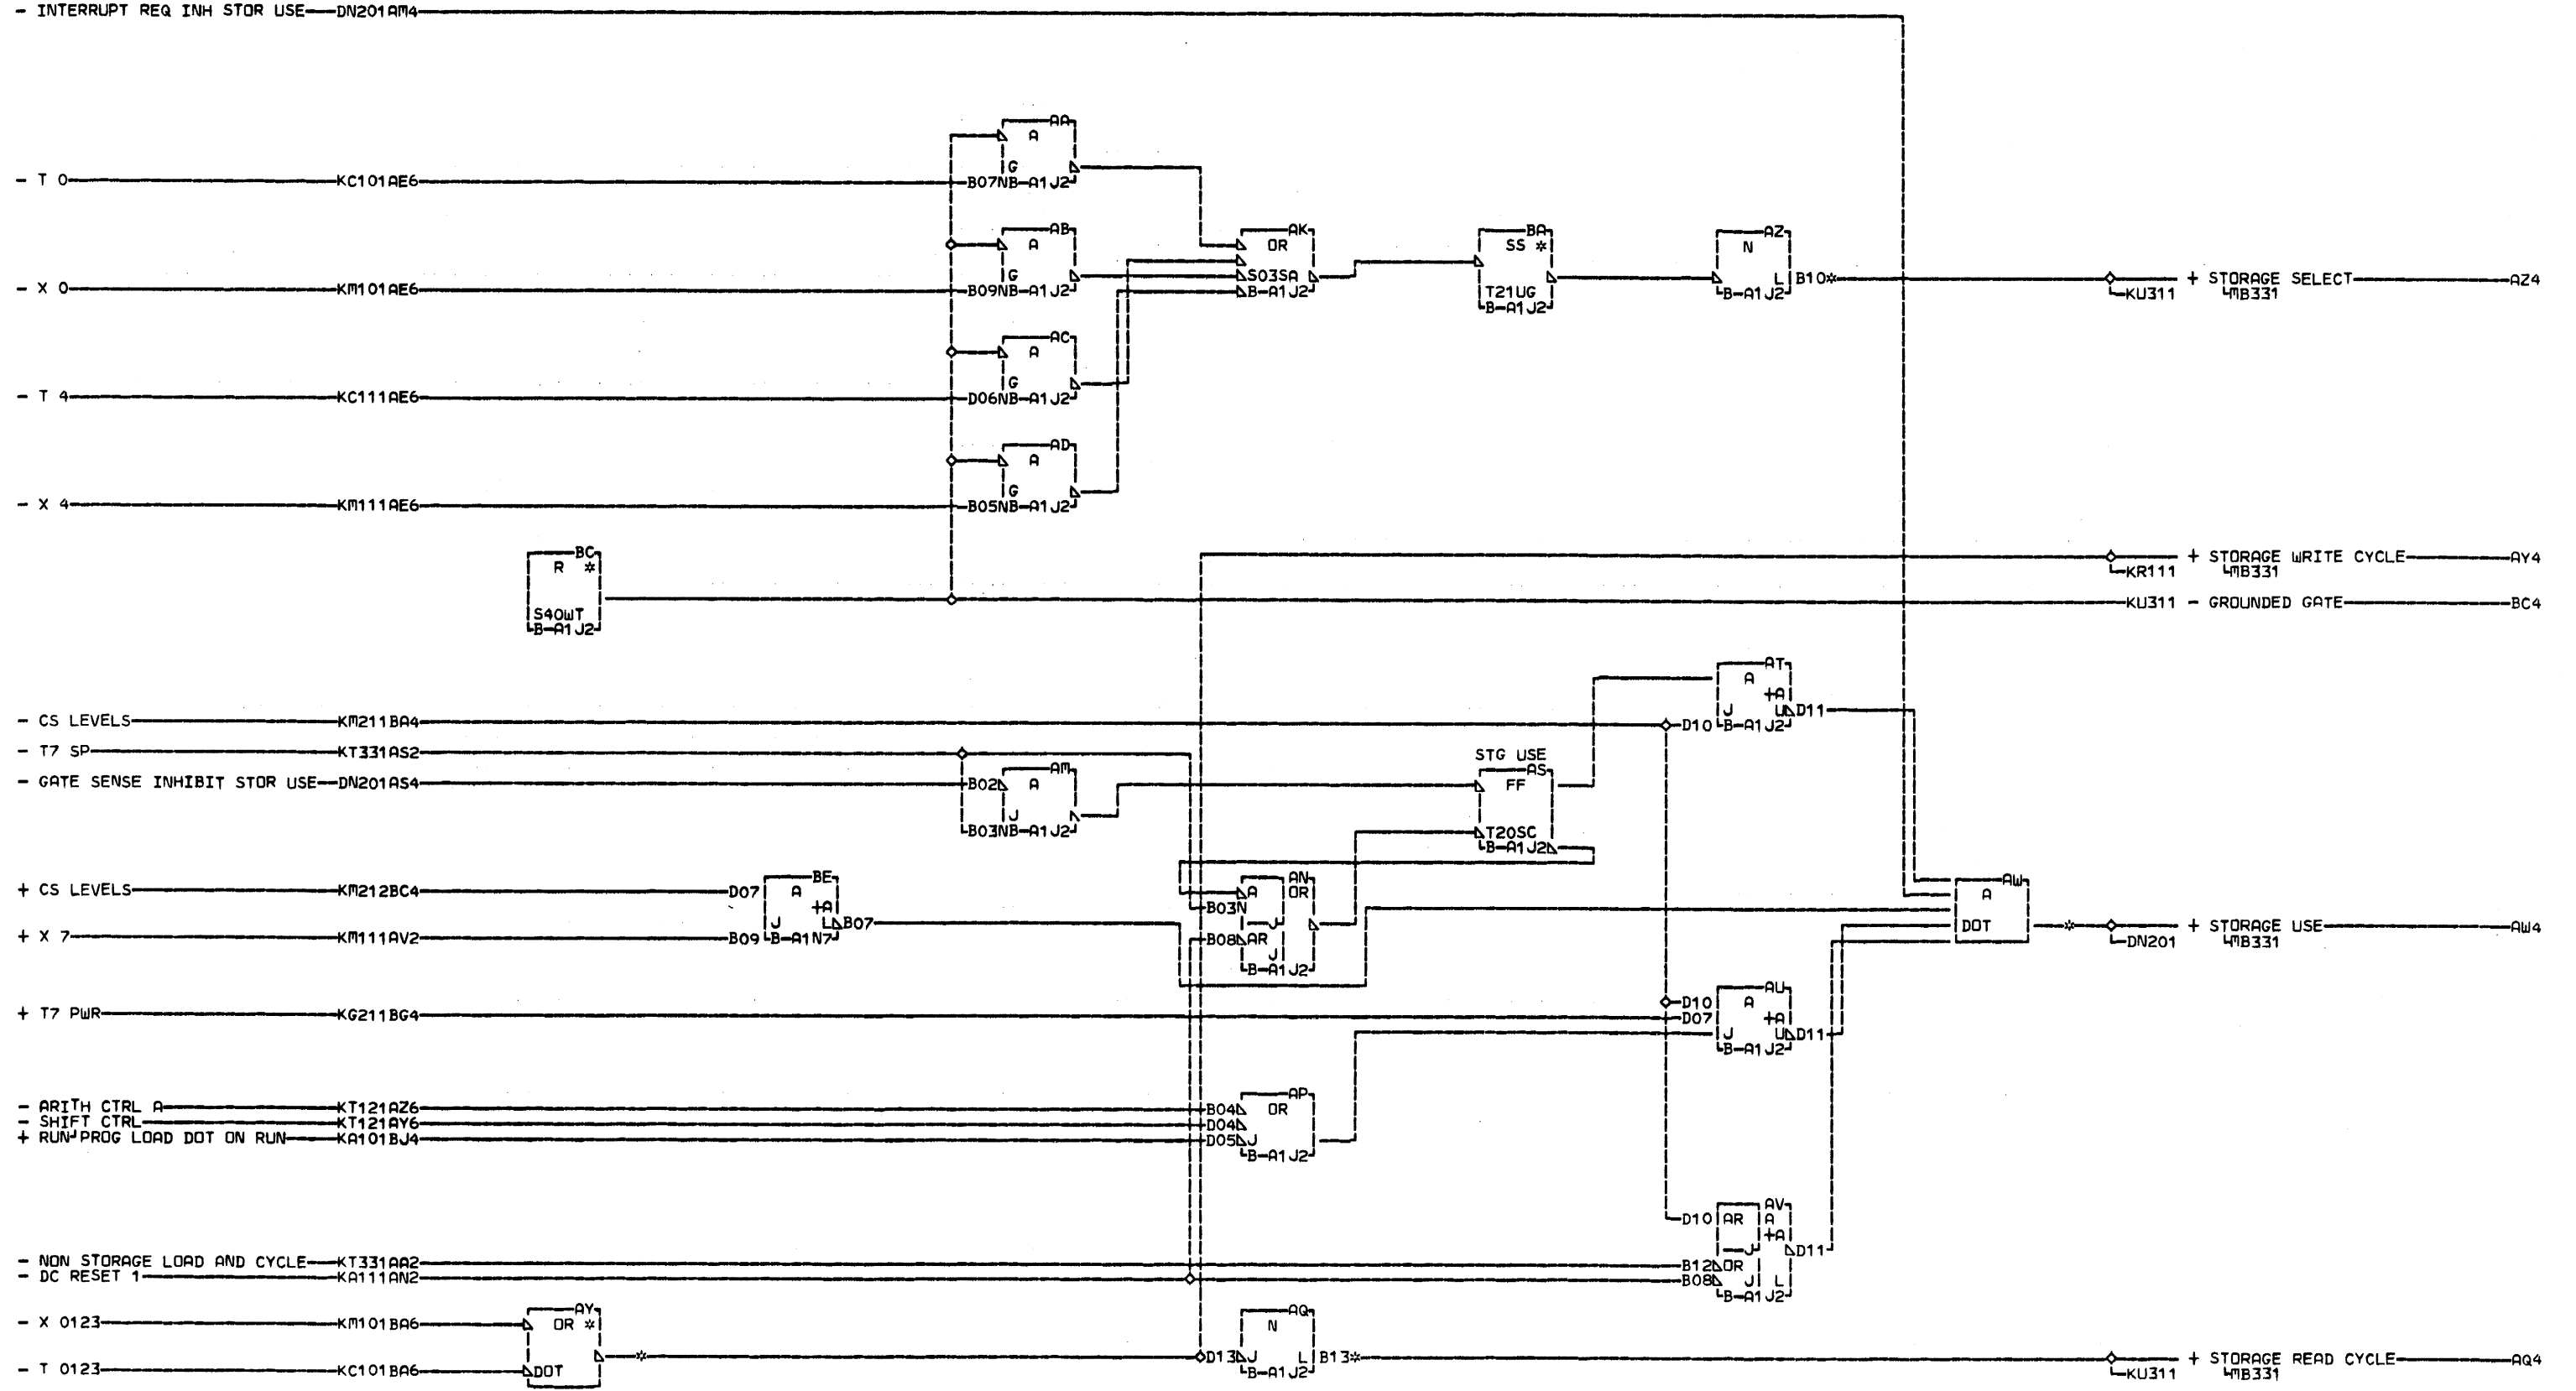 - INTERRUPT REQ INH STOR USE DN201AM4
AA
A
G
- T 0 KC101AE6 B07NB-A1J2
AB AK BA AZ
A OR SS * N
G S03SA L B10* + STORAGE SELECT AZ4
- X 0 KM101AE6 B09NB-A1J2 B-A1J2 T21UG B-A1J2 KU311 MB331
B-A1J2
AC
A
G
- T 4 KC111AE6 D06NB-A1J2
AD
A
G
- X 4 KM111AE6 B05NB-A1J2
BC + STORAGE WRITE CYCLE AY4
R * KR111 MB331
KU311 - GROUNDED GATE BC4
S40WT
B-A1J2
AT
A
+A
J U D11
- CS LEVELS KM211BA4 D10 B-A1J2
- T7 SP KT331AS2 STG USE
AM AS
- GATE SENSE INHIBIT STOR USE DN201AS4 B02 A FF
J
B03NB-A1J2 T20SC
B-A1J2
BE AN AW
+ CS LEVELS KM212BC4 D07 A A OR A
+A B03N
J L B07 J DOT + STORAGE USE AW4
+ X 7 KM111AV2 B09 B-A1N7 B08 AR DN201 MB331
J
B-A1J2
AU
D10 A
+ T7 PWR KG211BG4 D07 +A
J U D11
B-A1J2
AP
- ARITH CTRL A KT121AZ6 B04 OR
- SHIFT CTRL KT121AY6 D04
+ RUN PROG LOAD DOT ON RUN KA101BJ4 D05 J
B-A1J2
AV
D10 AR A
+A
J D11
- NON STORAGE LOAD AND CYCLE KT331AA2 B12 OR
- DC RESET 1 KA111AN2 B08 J L
B-A1J2
AY AQ
- X 0123 KM101BA6 OR * N
* D13 J L B13* + STORAGE READ CYCLE AQ4
- T 0123 KC101BA6 DOT B-A1J2 KU311 MB331